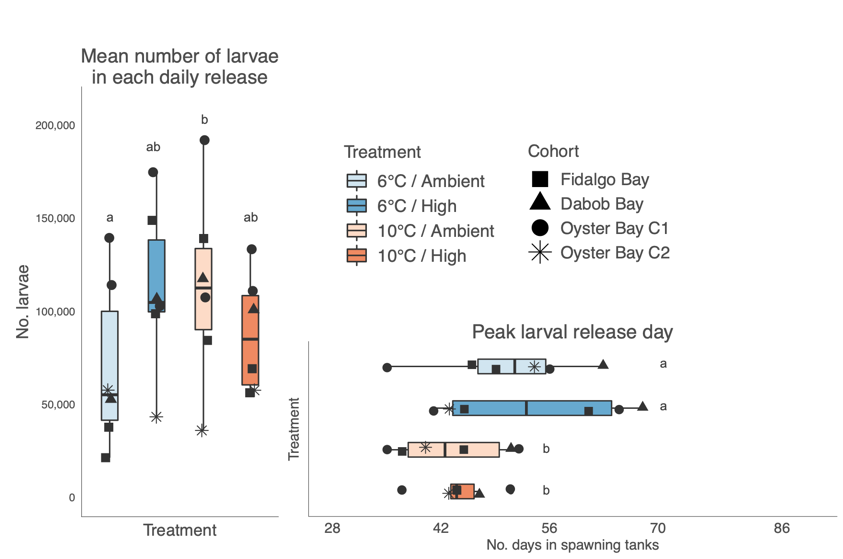 Mean number of larvae
in each daily release
No. larvae
200,000
150,000
100,000
50,000
0
a
ab
b
ab
Treatment
Treatment
6°C / Ambient
6°C / High
10°C / Ambient
10°C / High
Cohort
Fidalgo Bay
Dabob Bay
Oyster Bay C1
Oyster Bay C2
Peak larval release day
Treatment
a
a
b
b
28 42 56 70 86
No. days in spawning tanks